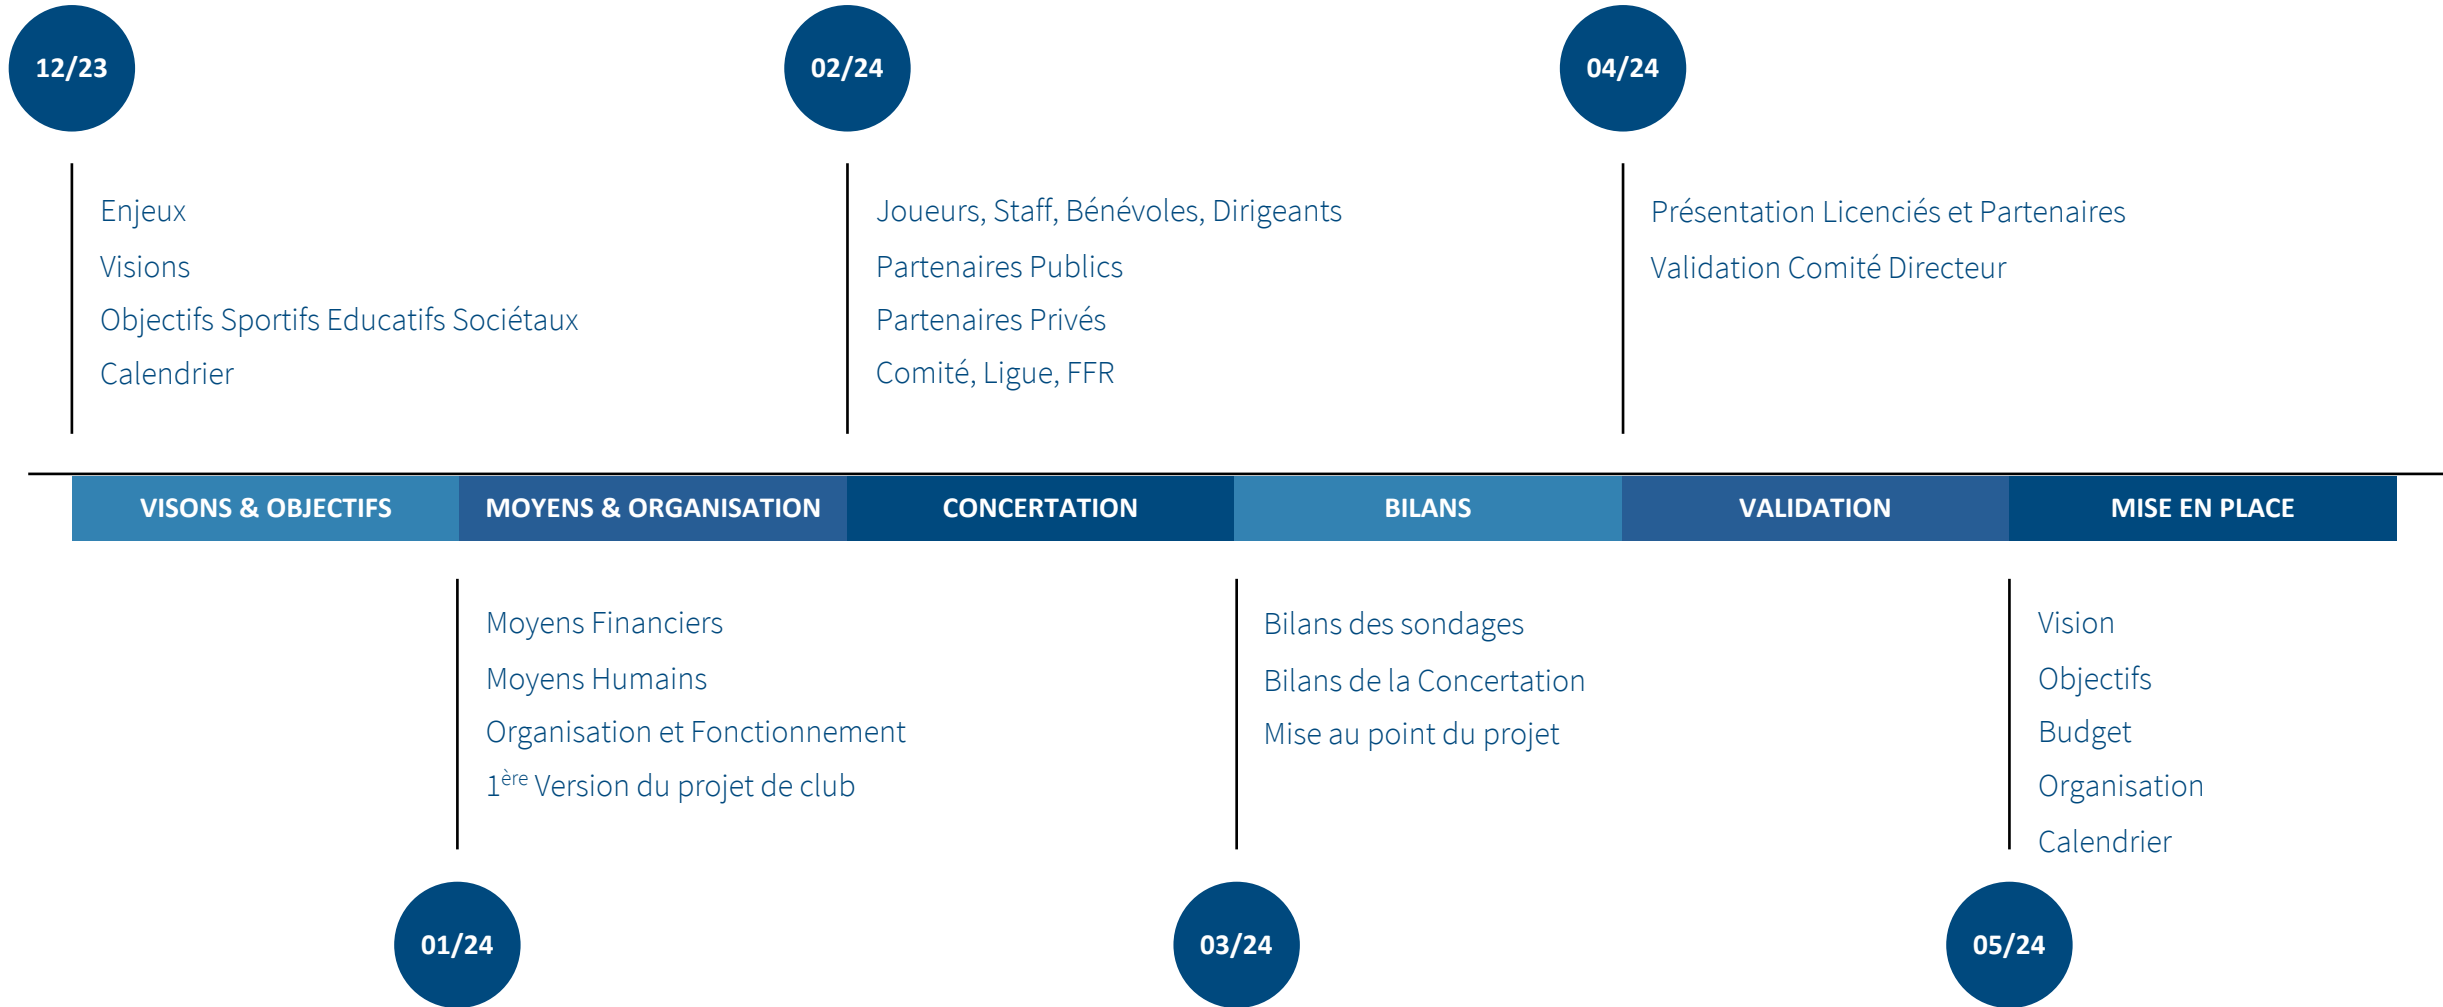 12/23
02/24
04/24
Enjeux
Visions
Objectifs Sportifs Educatifs Sociétaux
Calendrier
Joueurs, Staff, Bénévoles, Dirigeants
Partenaires Publics
Partenaires Privés
Comité, Ligue, FFR
Présentation Licenciés et Partenaires
Validation Comité Directeur
VISONS & OBJECTIFS
MOYENS & ORGANISATION
CONCERTATION
BILANS
VALIDATION
MISE EN PLACE
Moyens Financiers
Moyens Humains
Organisation et Fonctionnement
1ère Version du projet de club
Bilans des sondages
Bilans de la Concertation
Mise au point du projet
Vision
Objectifs
Budget
Organisation
Calendrier
01/24
03/24
05/24